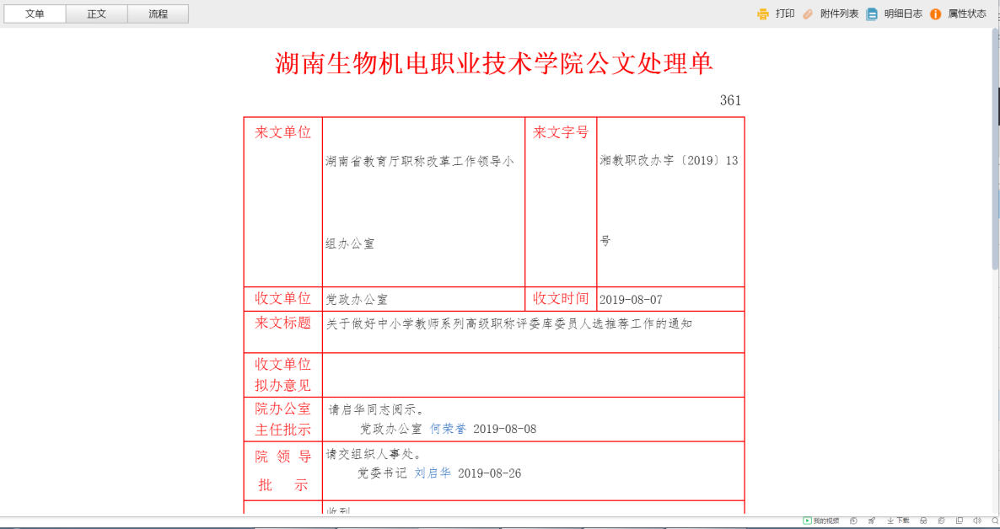 文单 正文 流程 打印 附件列表 明细日志 属性状态
湖南生物机电职业技术学院公文处理单
361
来文单位 湖南省教育厅职称改革工作领导小 来文字号 湘教职改办字〔2019〕13
组办公室 号
收文单位 党政办公室 收文时间 2019-08-07
来文标题 关于做好中小学教师系列高级职称评委库委员人选推荐工作的通知
收文单位
拟办意见
院办公室 请启华同志阅示。
主任批示 党政办公室 何荣誉 2019-08-08
院领导 请交组织人事处。
批示 党委书记 刘启华 2019-08-26
收到
我的视频 下载